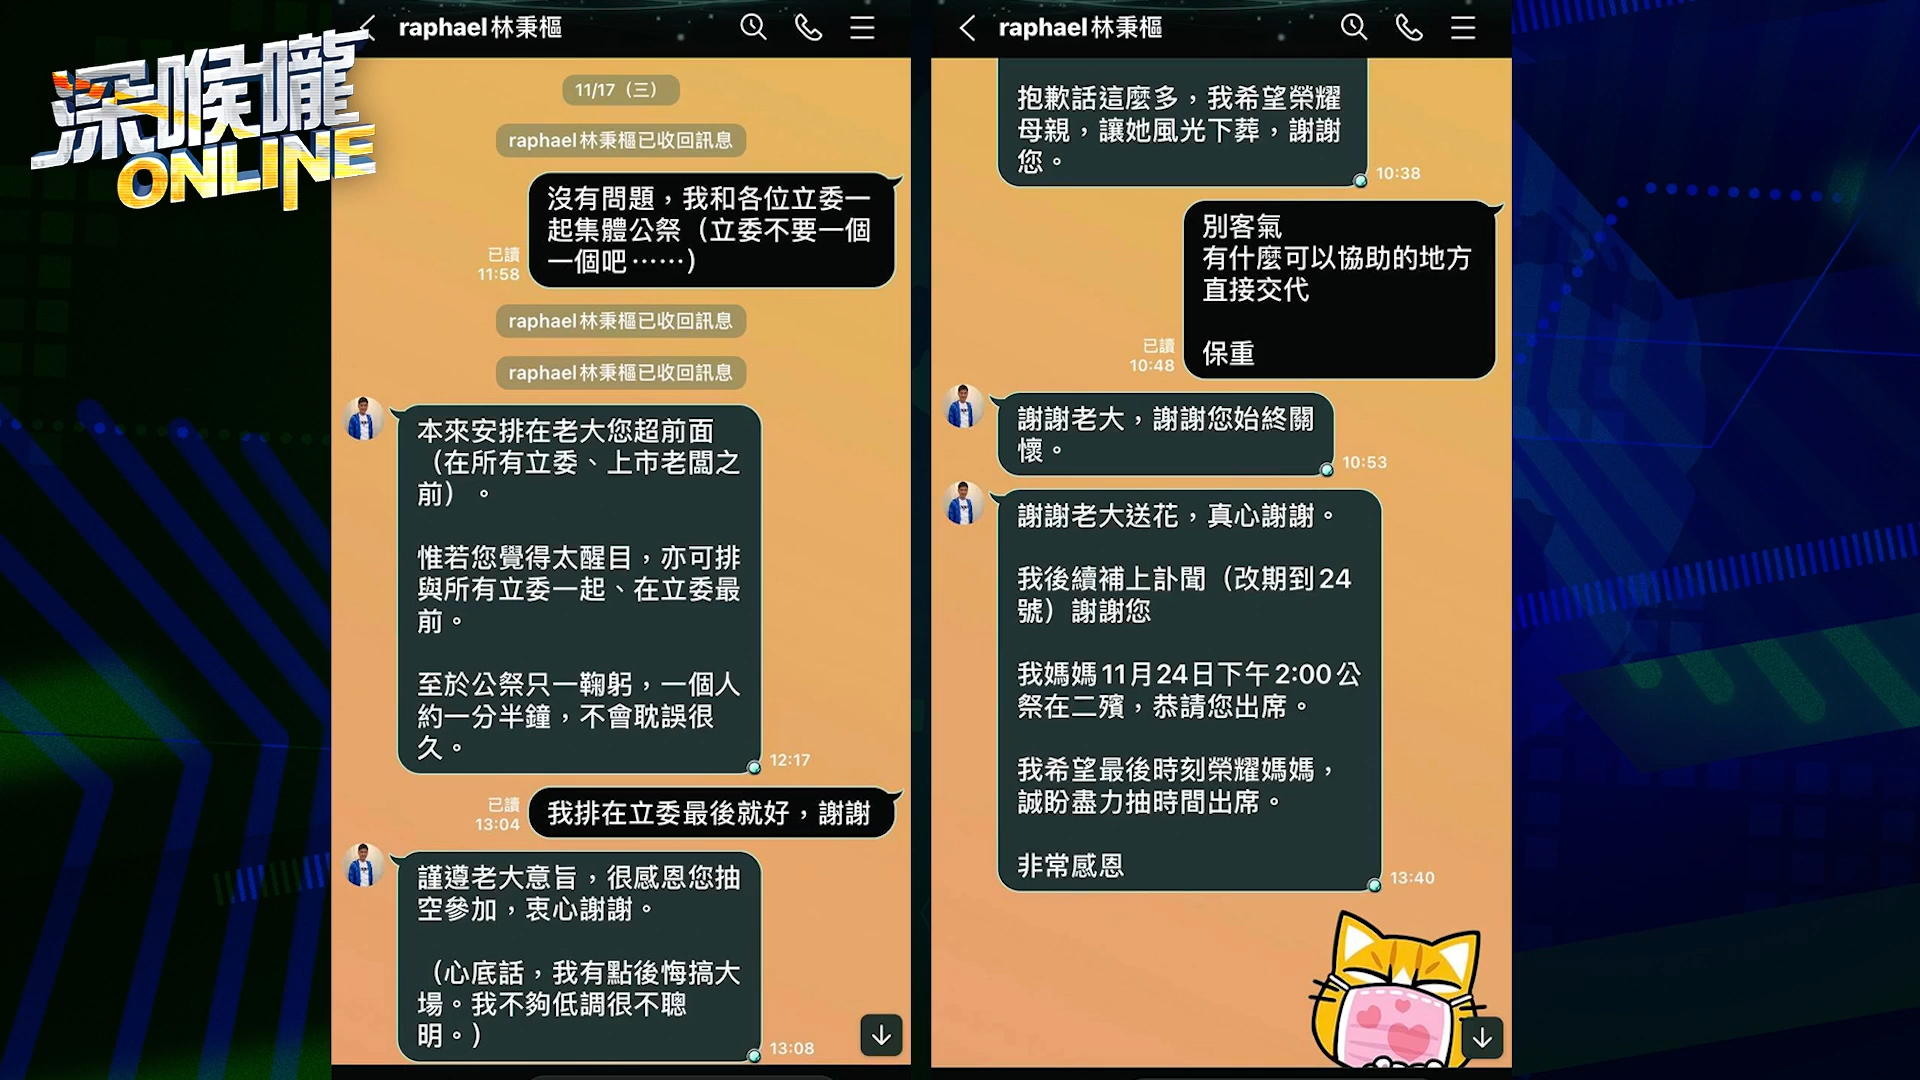 深喉嚨
ONLINE
raphael林秉樞
11/17（三）
raphael林秉樞已收回訊息
沒有問題，我和各位立委一
起集體公祭（立委不要一個
一個吧……）
已讀
11:58
raphael林秉樞已收回訊息
raphael林秉樞已收回訊息
本來安排在老大您超前面
（在所有立委、上市老闆之
前）。
惟若您覺得太醒目，亦可排
與所有立委一起、在立委最
前。
至於公祭只一鞠躬，一個人
約一分半鐘，不會耽誤很
久。
12:17
已讀
13:04
我排在立委最後就好，謝謝
謹遵老大意旨，很感恩您抽
空參加，衷心謝謝。
（心底話，我有點後悔搞大
場。我不夠低調很不聰
明。）
13:08
raphael林秉樞
抱歉話這麼多，我希望榮耀
母親，讓她風光下葬，謝謝
您。
10:38
別客氣
有什麼可以協助的地方
直接交代
保重
已讀
10:48
謝謝老大，謝謝您始終關
懷。
10:53
謝謝老大送花，真心謝謝。
我後續補上訃聞（改期到24
號）謝謝您
我媽媽11月24日下午2:00公
祭在二殯，恭請您出席。
我希望最後時刻榮耀媽媽，
誠盼盡力抽時間出席。
非常感恩
13:40